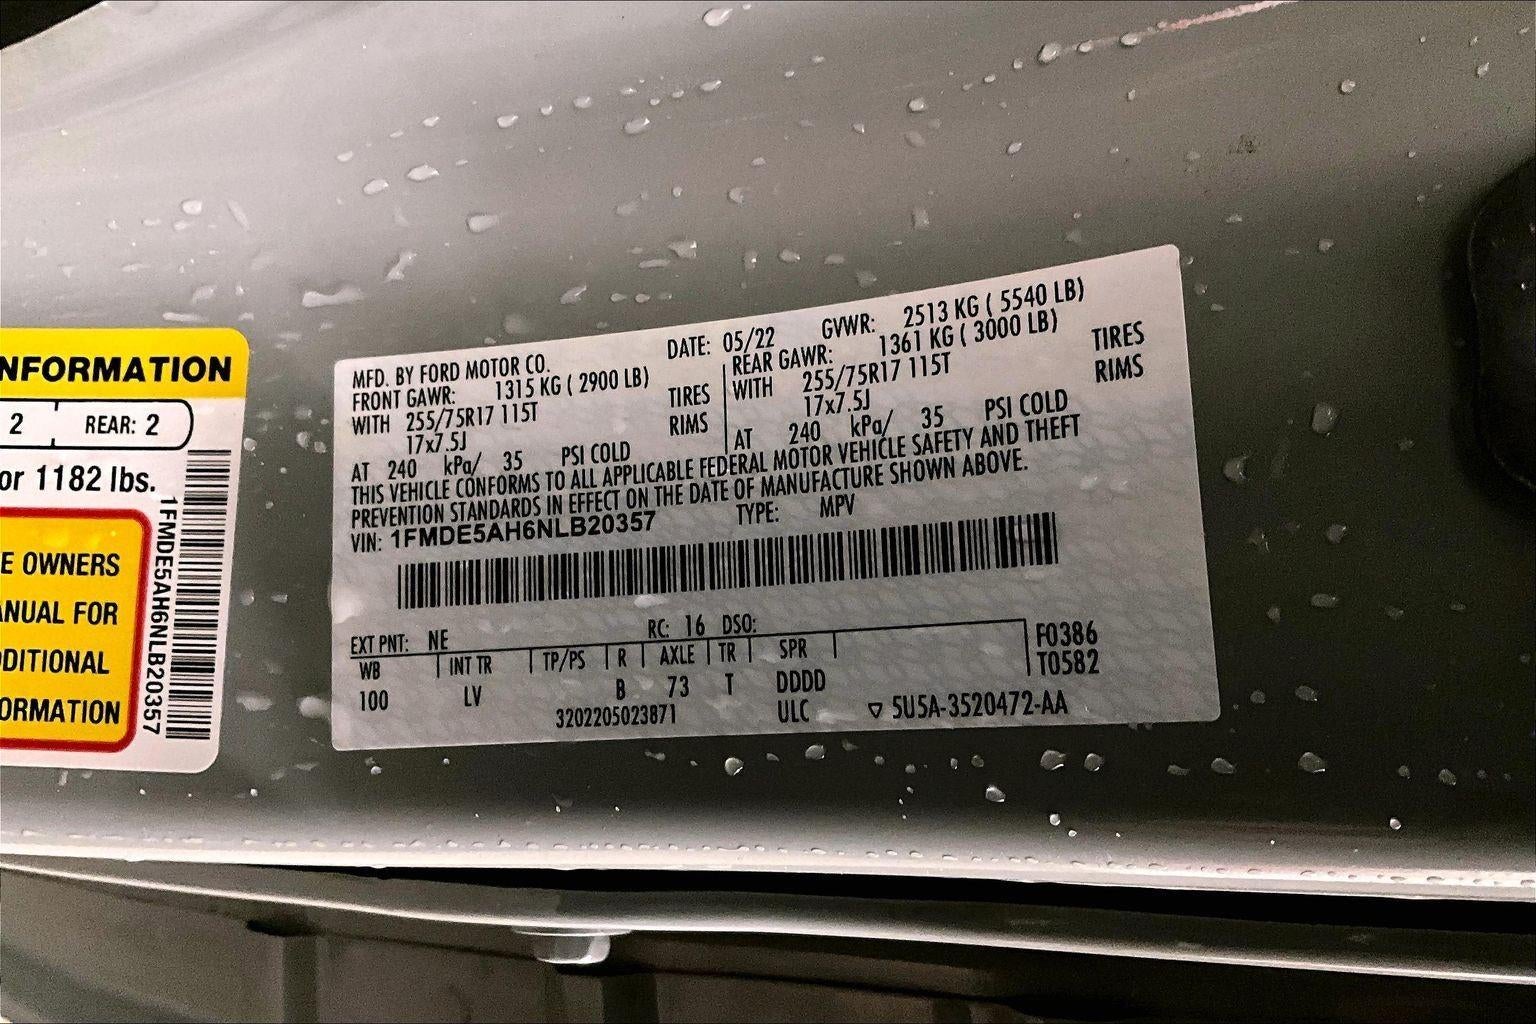 NFORMATION
2 REAR: 2
or 1182 lbs.
E OWNERS
ANUAL FOR
DDITIONAL
ORMATION
1FMDE5AH6NLB20357
MFD. BY FORD MOTOR CO. DATE: 05/22 GVWR: 2513 KG ( 5540 LB)
FRONT GAWR: 1315 KG ( 2900 LB) REAR GAWR: 1361 KG ( 3000 LB)
WITH 255/75R17 115T TIRES WITH 255/75R17 115T TIRES
17x7.5J RIMS 17x7.5J RIMS
AT 240 kPa/ 35 PSI COLD AT 240 kPa/ 35 PSI COLD
THIS VEHICLE CONFORMS TO ALL APPLICABLE FEDERAL MOTOR VEHICLE SAFETY AND THEFT
PREVENTION STANDARDS IN EFFECT ON THE DATE OF MANUFACTURE SHOWN ABOVE.
VIN: 1FMDE5AH6NLB20357 TYPE: MPV
EXT PNT: NE RC: 16 DSO:
WB INT TR TP/PS R AXLE TR SPR F0386
100 LV B 73 T DDDD T0582
3202205023871 ULC ▽ 5U5A-3520472-AA